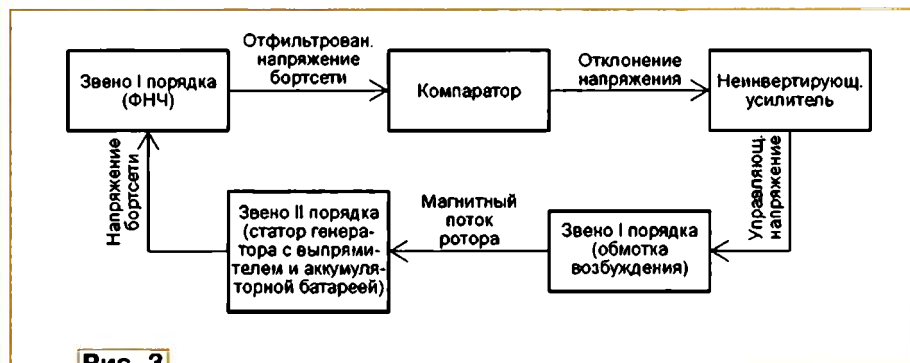 Отфильтрован.
напряжение
бортсети
Звено I порядка
(ФНЧ)
Компаратор
Отклонение
напряжения
Неинвертирующ.
усилитель
Напряжение
бортсети
Управляющ.
напряжение
Звено II порядка
(статор генера-
тора с выпрями-
телем и аккумуля-
торной батареей)
Магнитный
поток
ротора
Звено I порядка
(обмотка
возбуждения)
Рис. 3